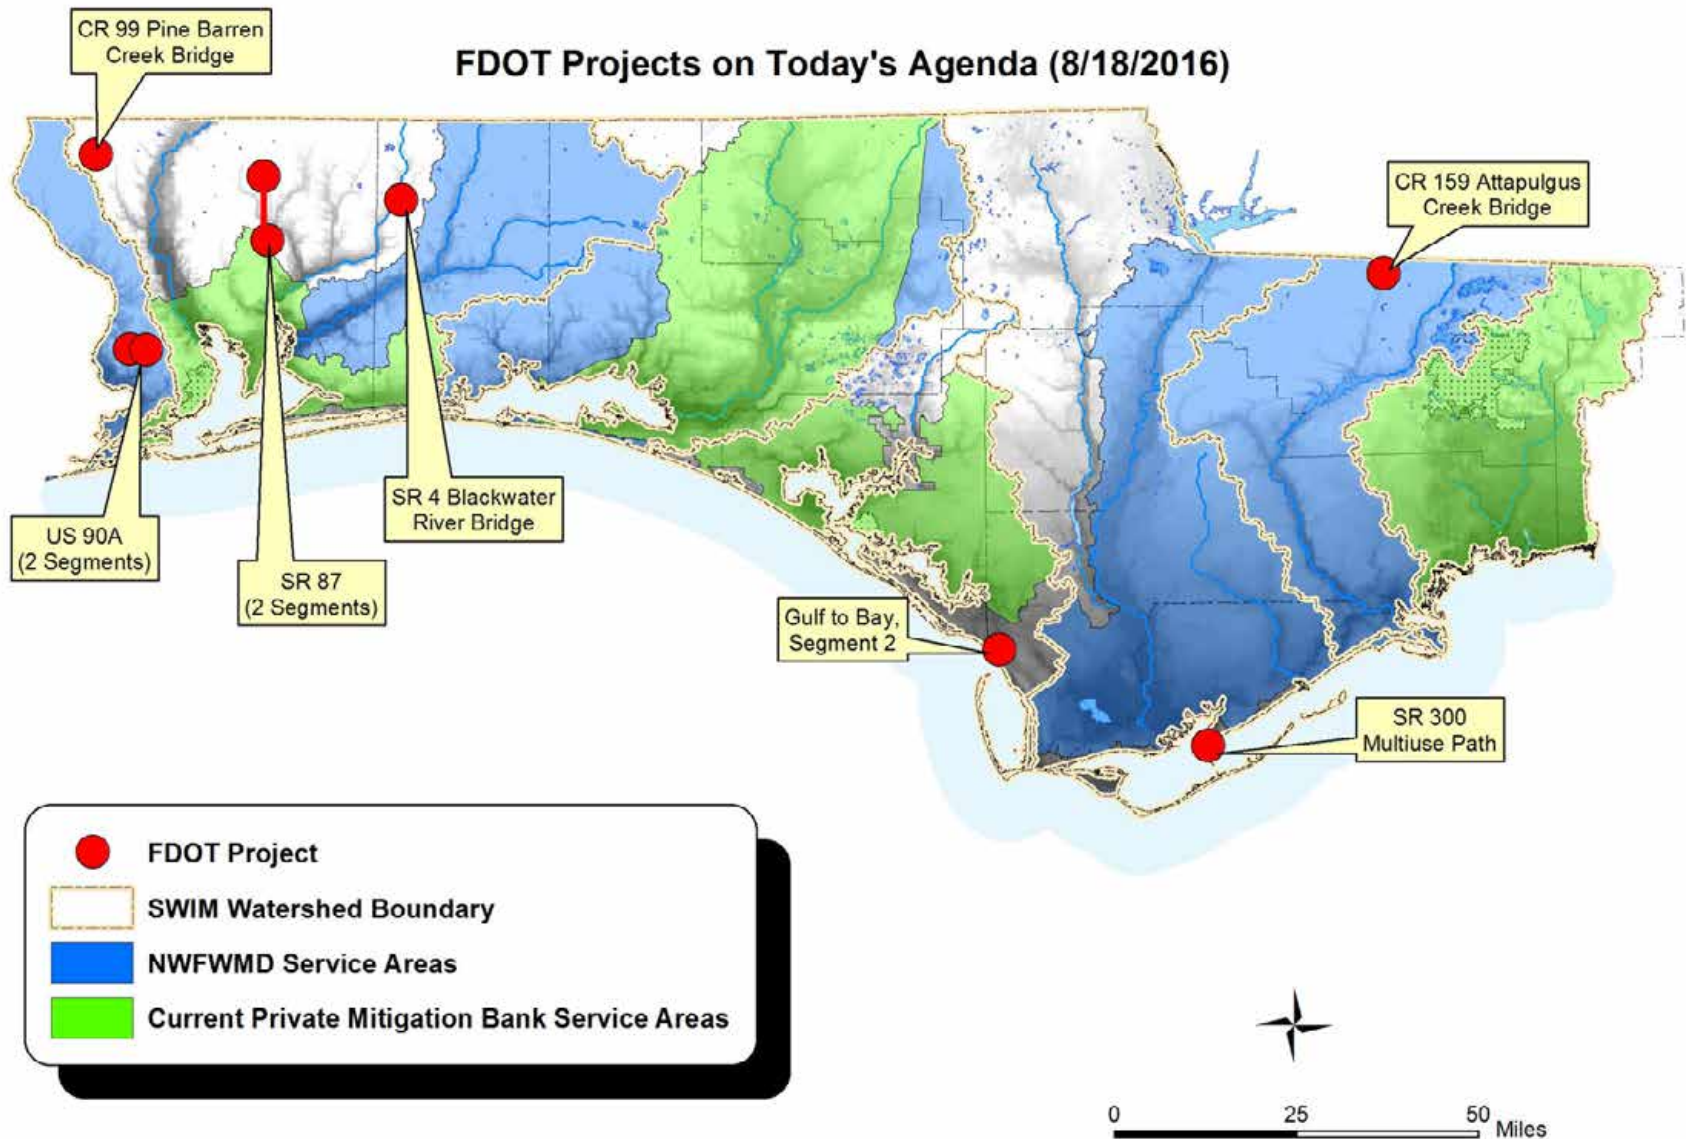 CR 99 Pine Barren
Creek Bridge
FDOT Projects on Today's Agenda (8/18/2016)
CR 159 Attapulgus
Creek Bridge
SR 4 Blackwater
River Bridge
US 90A
(2 Segments)
SR 87
(2 Segments)
Gulf to Bay,
Segment 2
SR 300
Multiuse Path
FDOT Project
SWIM Watershed Boundary
NWFWMD Service Areas
Current Private Mitigation Bank Service Areas
0 25 50 Miles